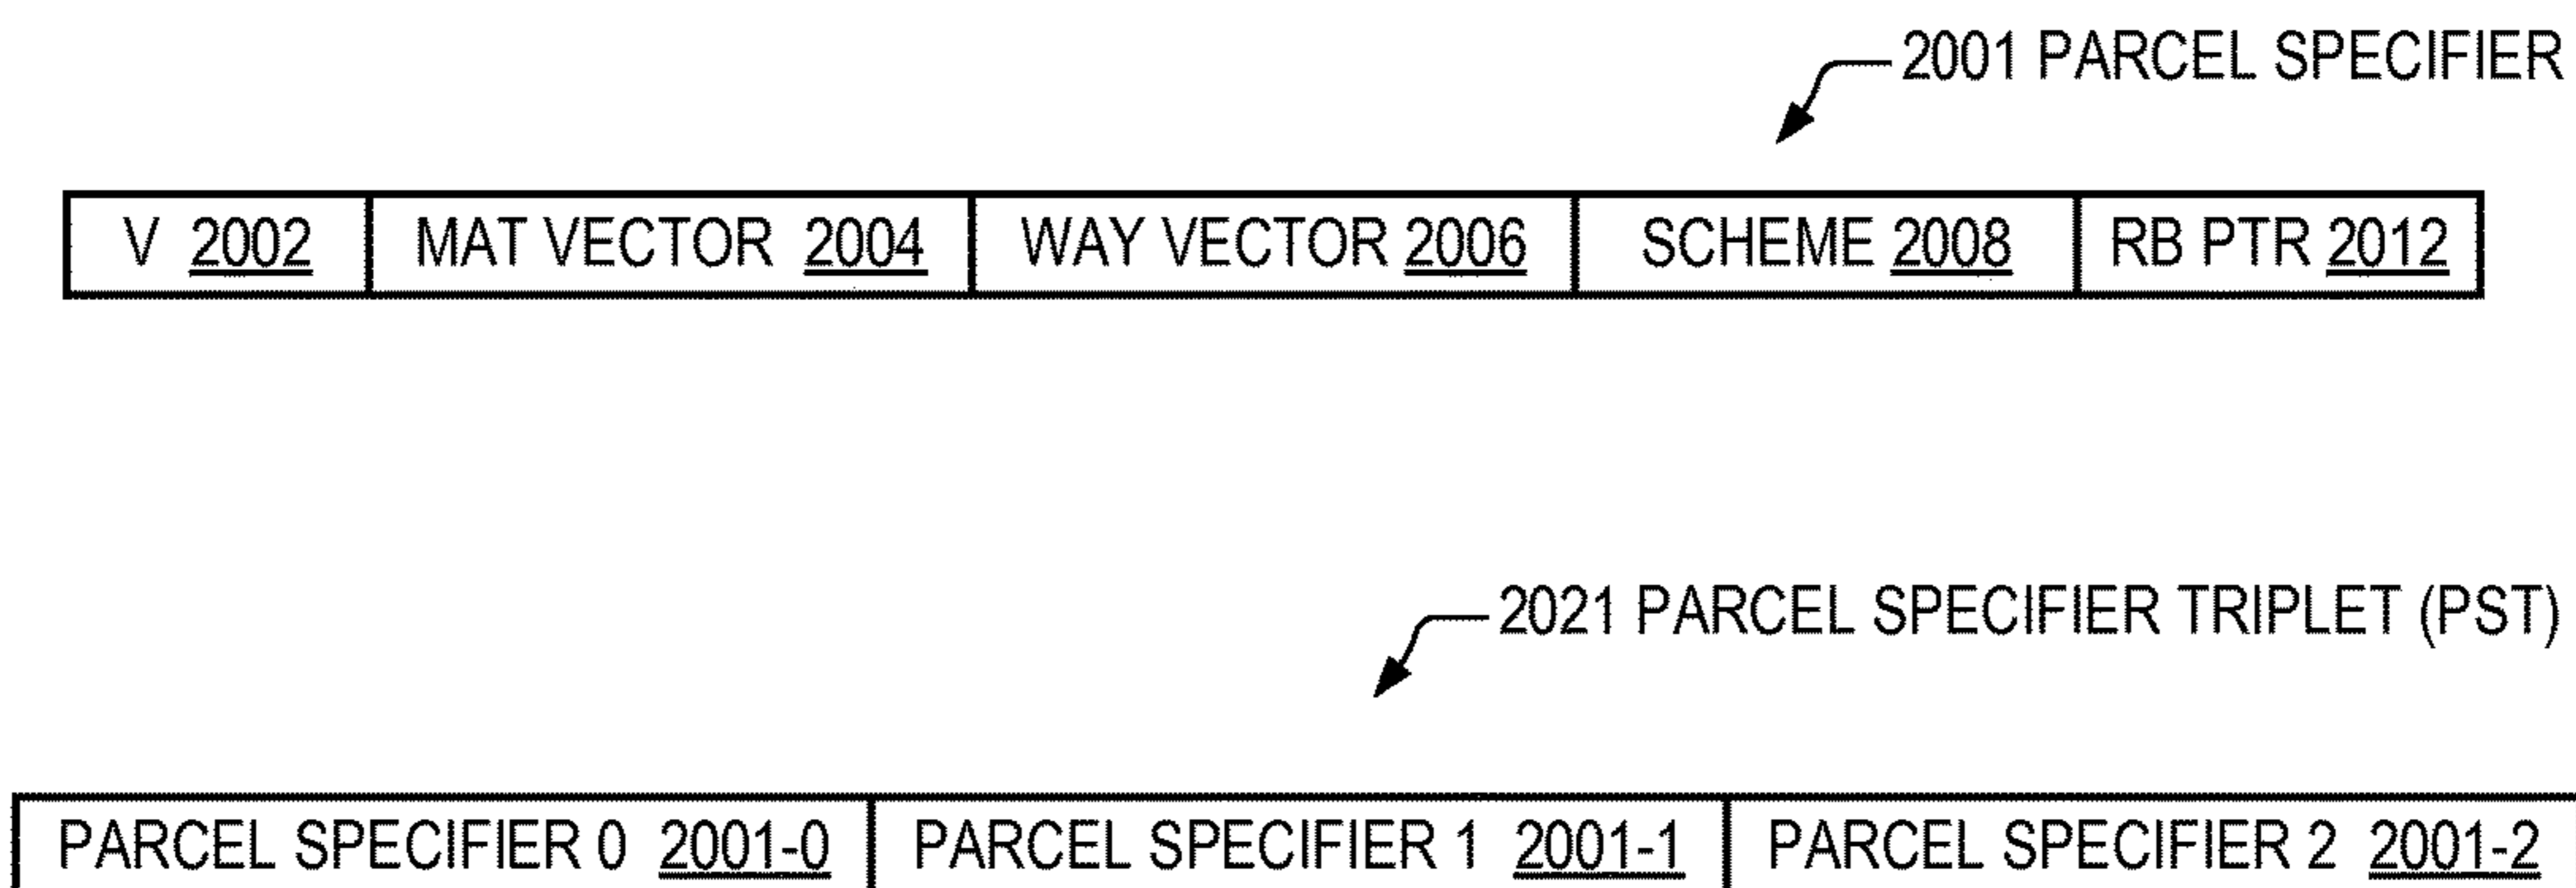 2001 PARCEL SPECIFIER
V 2002 MAT VECTOR 2004 WAY VECTOR 2006 SCHEME 2008 RB PTR 2012
2021 PARCEL SPECIFIER TRIPLET (PST)
PARCEL SPECIFIER 0 2001-0 PARCEL SPECIFIER 1 2001-1 PARCEL SPECIFIER 2 2001-2